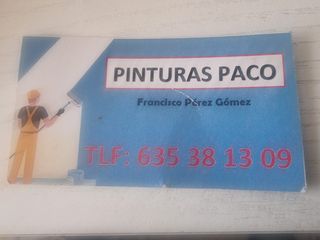 PINTURAS PACO
Francisco Pérez Gómez
TLF: 635 38 13 09